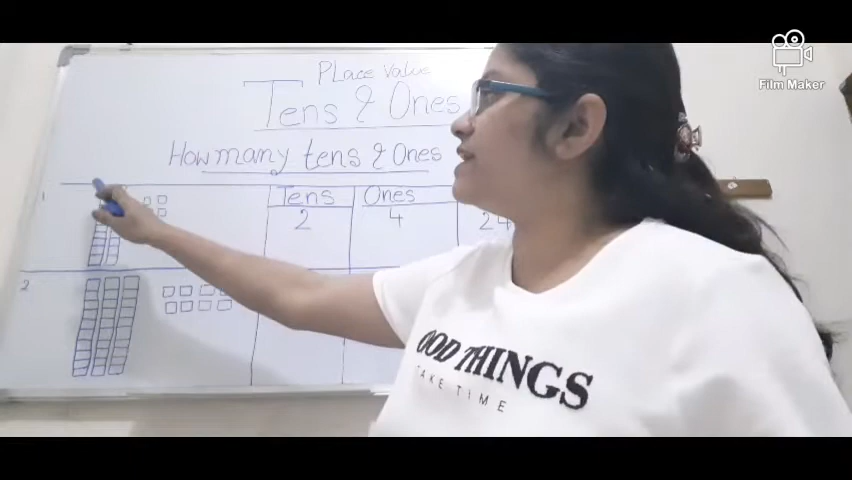 Film Maker
PLace value
Tens & Ones
How many tens & Ones
Tens Ones
1 2 4 24
2
OOD THINGS
TAKE TIME